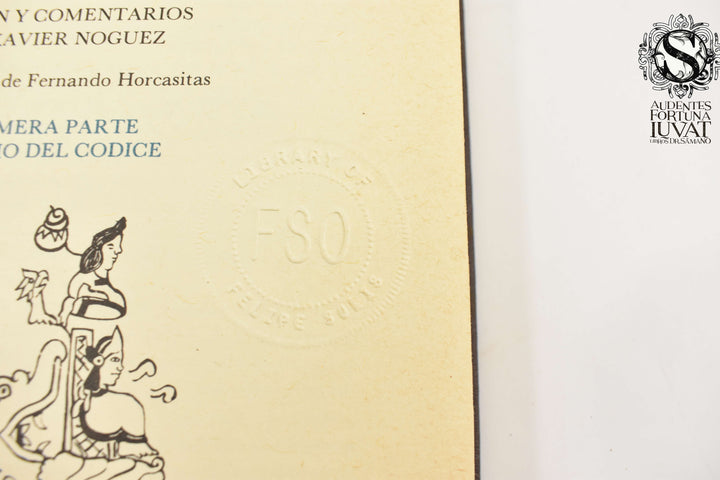 N Y COMENTARIOS
XAVIER NOGUEZ
de Fernando Horcasitas
MERA PARTE
IO DEL CODICE
LIBRARY OF
FSO
FELIPE SOLIS
S
AUDENTES
FORTUNA
IUVAT
LIBROS DR. SÁMANO